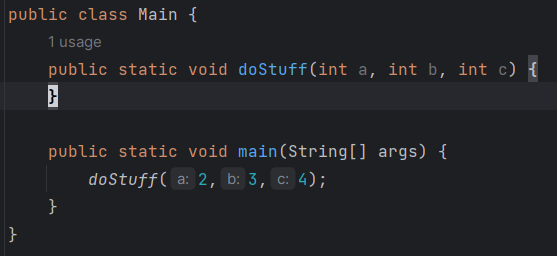 public class Main {
1 usage
public static void doStuff(int a, int b, int c) {
}
public static void main(String[] args) {
doStuff( a: 2, b: 3, c: 4);
}
}